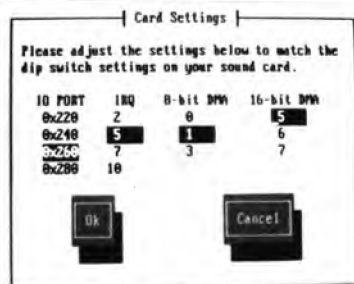 Card Settings
Please adjust the settings below to match the
dip switch settings on your sound card.
IO PORT IRQ 8-bit DMA 16-bit DMA
0x220 2 0 5
0x240 5 1 6
0x260 7 3 7
0x280 10
Ok Cancel